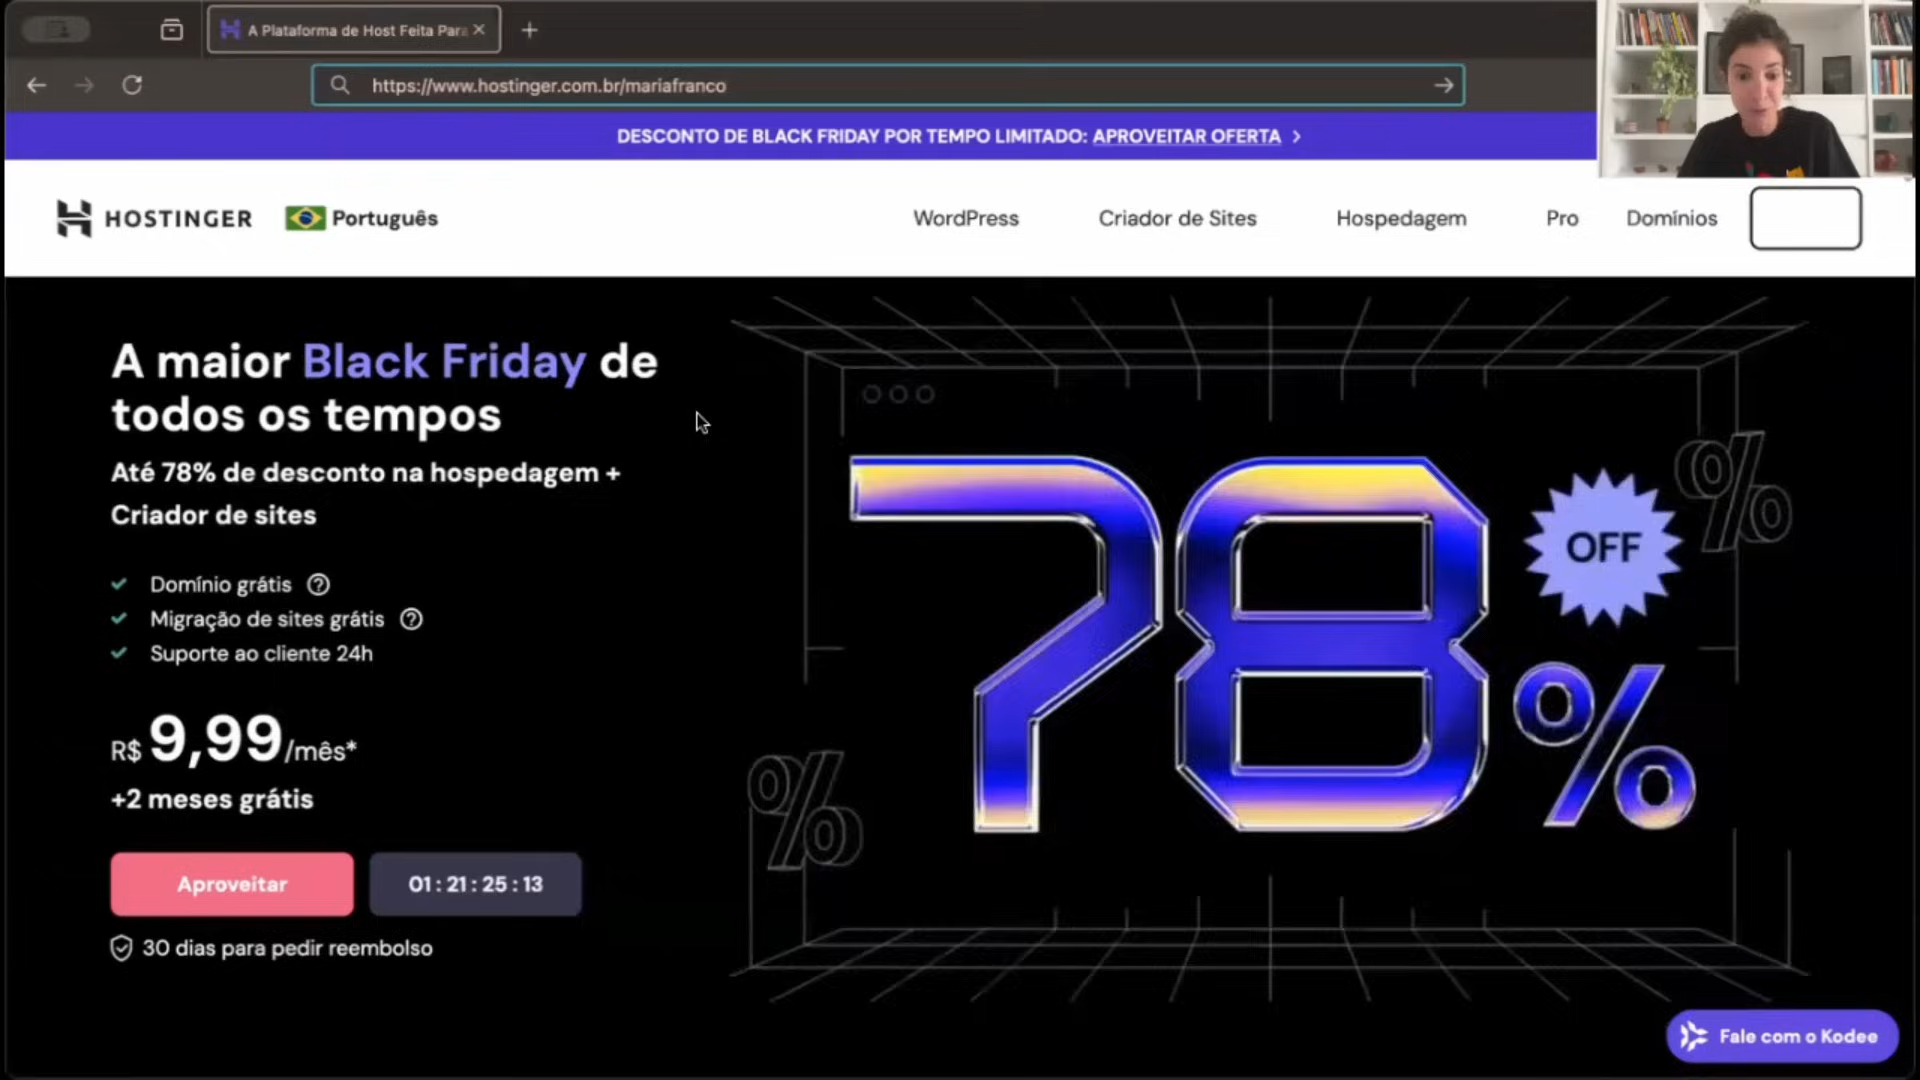 A Plataforma de Host Feita Para
https://www.hostinger.com.br/mariafranco
DESCONTO DE BLACK FRIDAY POR TEMPO LIMITADO: APROVEITAR OFERTA
HOSTINGER
Português
WordPress
Criador de Sites
Hospedagem
Pro
Domínios
A maior Black Friday de
todos os tempos
Até 78% de desconto na hospedagem +
Criador de sites
Domínio grátis
Migração de sites grátis
Suporte ao cliente 24h
R$ 9,99/mês*
+2 meses grátis
Aproveitar
01 : 21 : 25 : 13
30 dias para pedir reembolso
78%
OFF
%
%
Fale com o Kodee